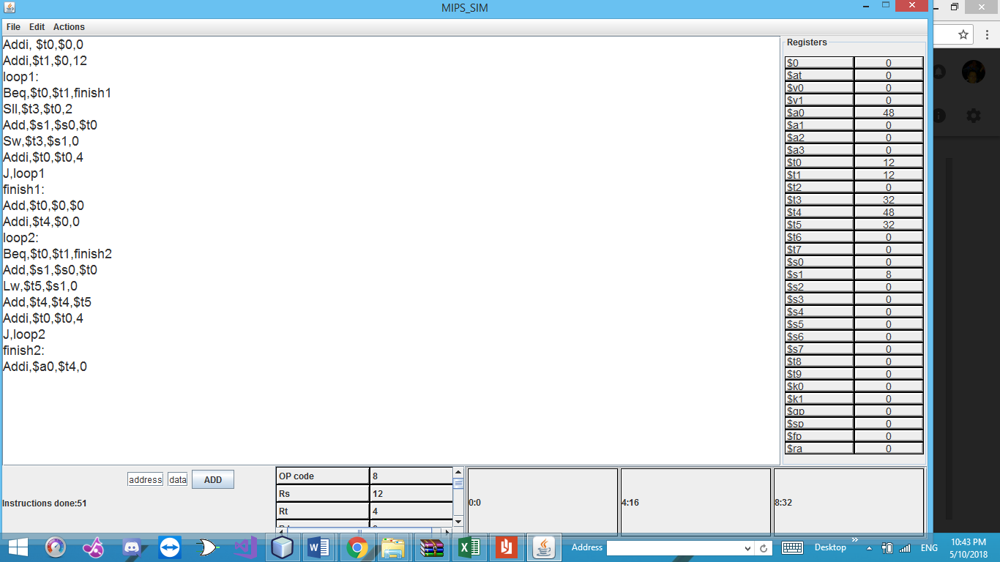 MIPS_SIM
File Edit Actions
Addi, $t0,$0,0
Addi,$t1,$0,12
loop1:
Beq,$t0,$t1,finish1
Sll,$t3,$t0,2
Add,$s1,$s0,$t0
Sw,$t3,$s1,0
Addi,$t0,$t0,4
J,loop1
finish1:
Add,$t0,$0,$0
Addi,$t4,$0,0
loop2:
Beq,$t0,$t1,finish2
Add,$s1,$s0,$t0
Lw,$t5,$s1,0
Add,$t4,$t4,$t5
Addi,$t0,$t0,4
J,loop2
finish2:
Addi,$a0,$t4,0
Registers
$0 0
$at 0
$v0 0
$v1 0
$a0 48
$a1 0
$a2 0
$a3 0
$t0 12
$t1 12
$t2 0
$t3 32
$t4 48
$t5 32
$t6 0
$t7 0
$s0 0
$s1 8
$s2 0
$s3 0
$s4 0
$s5 0
$s6 0
$s7 0
$t8 0
$t9 0
$k0 0
$k1 0
$gp 0
$sp 0
$fp 0
$ra 0
address data ADD
Instructions done:51
OP code 8
Rs 12
Rt 4
0:0 4:16 8:32
Address
Desktop
ENG
10:43 PM
5/10/2018